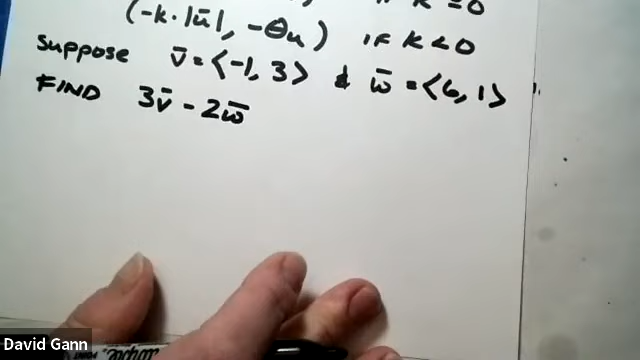 (-k·|ū|, -θu) if k<0
Suppose v̄=<-1,3> & w̄=<6,1>
FIND 3v̄-2w̄
David Gann